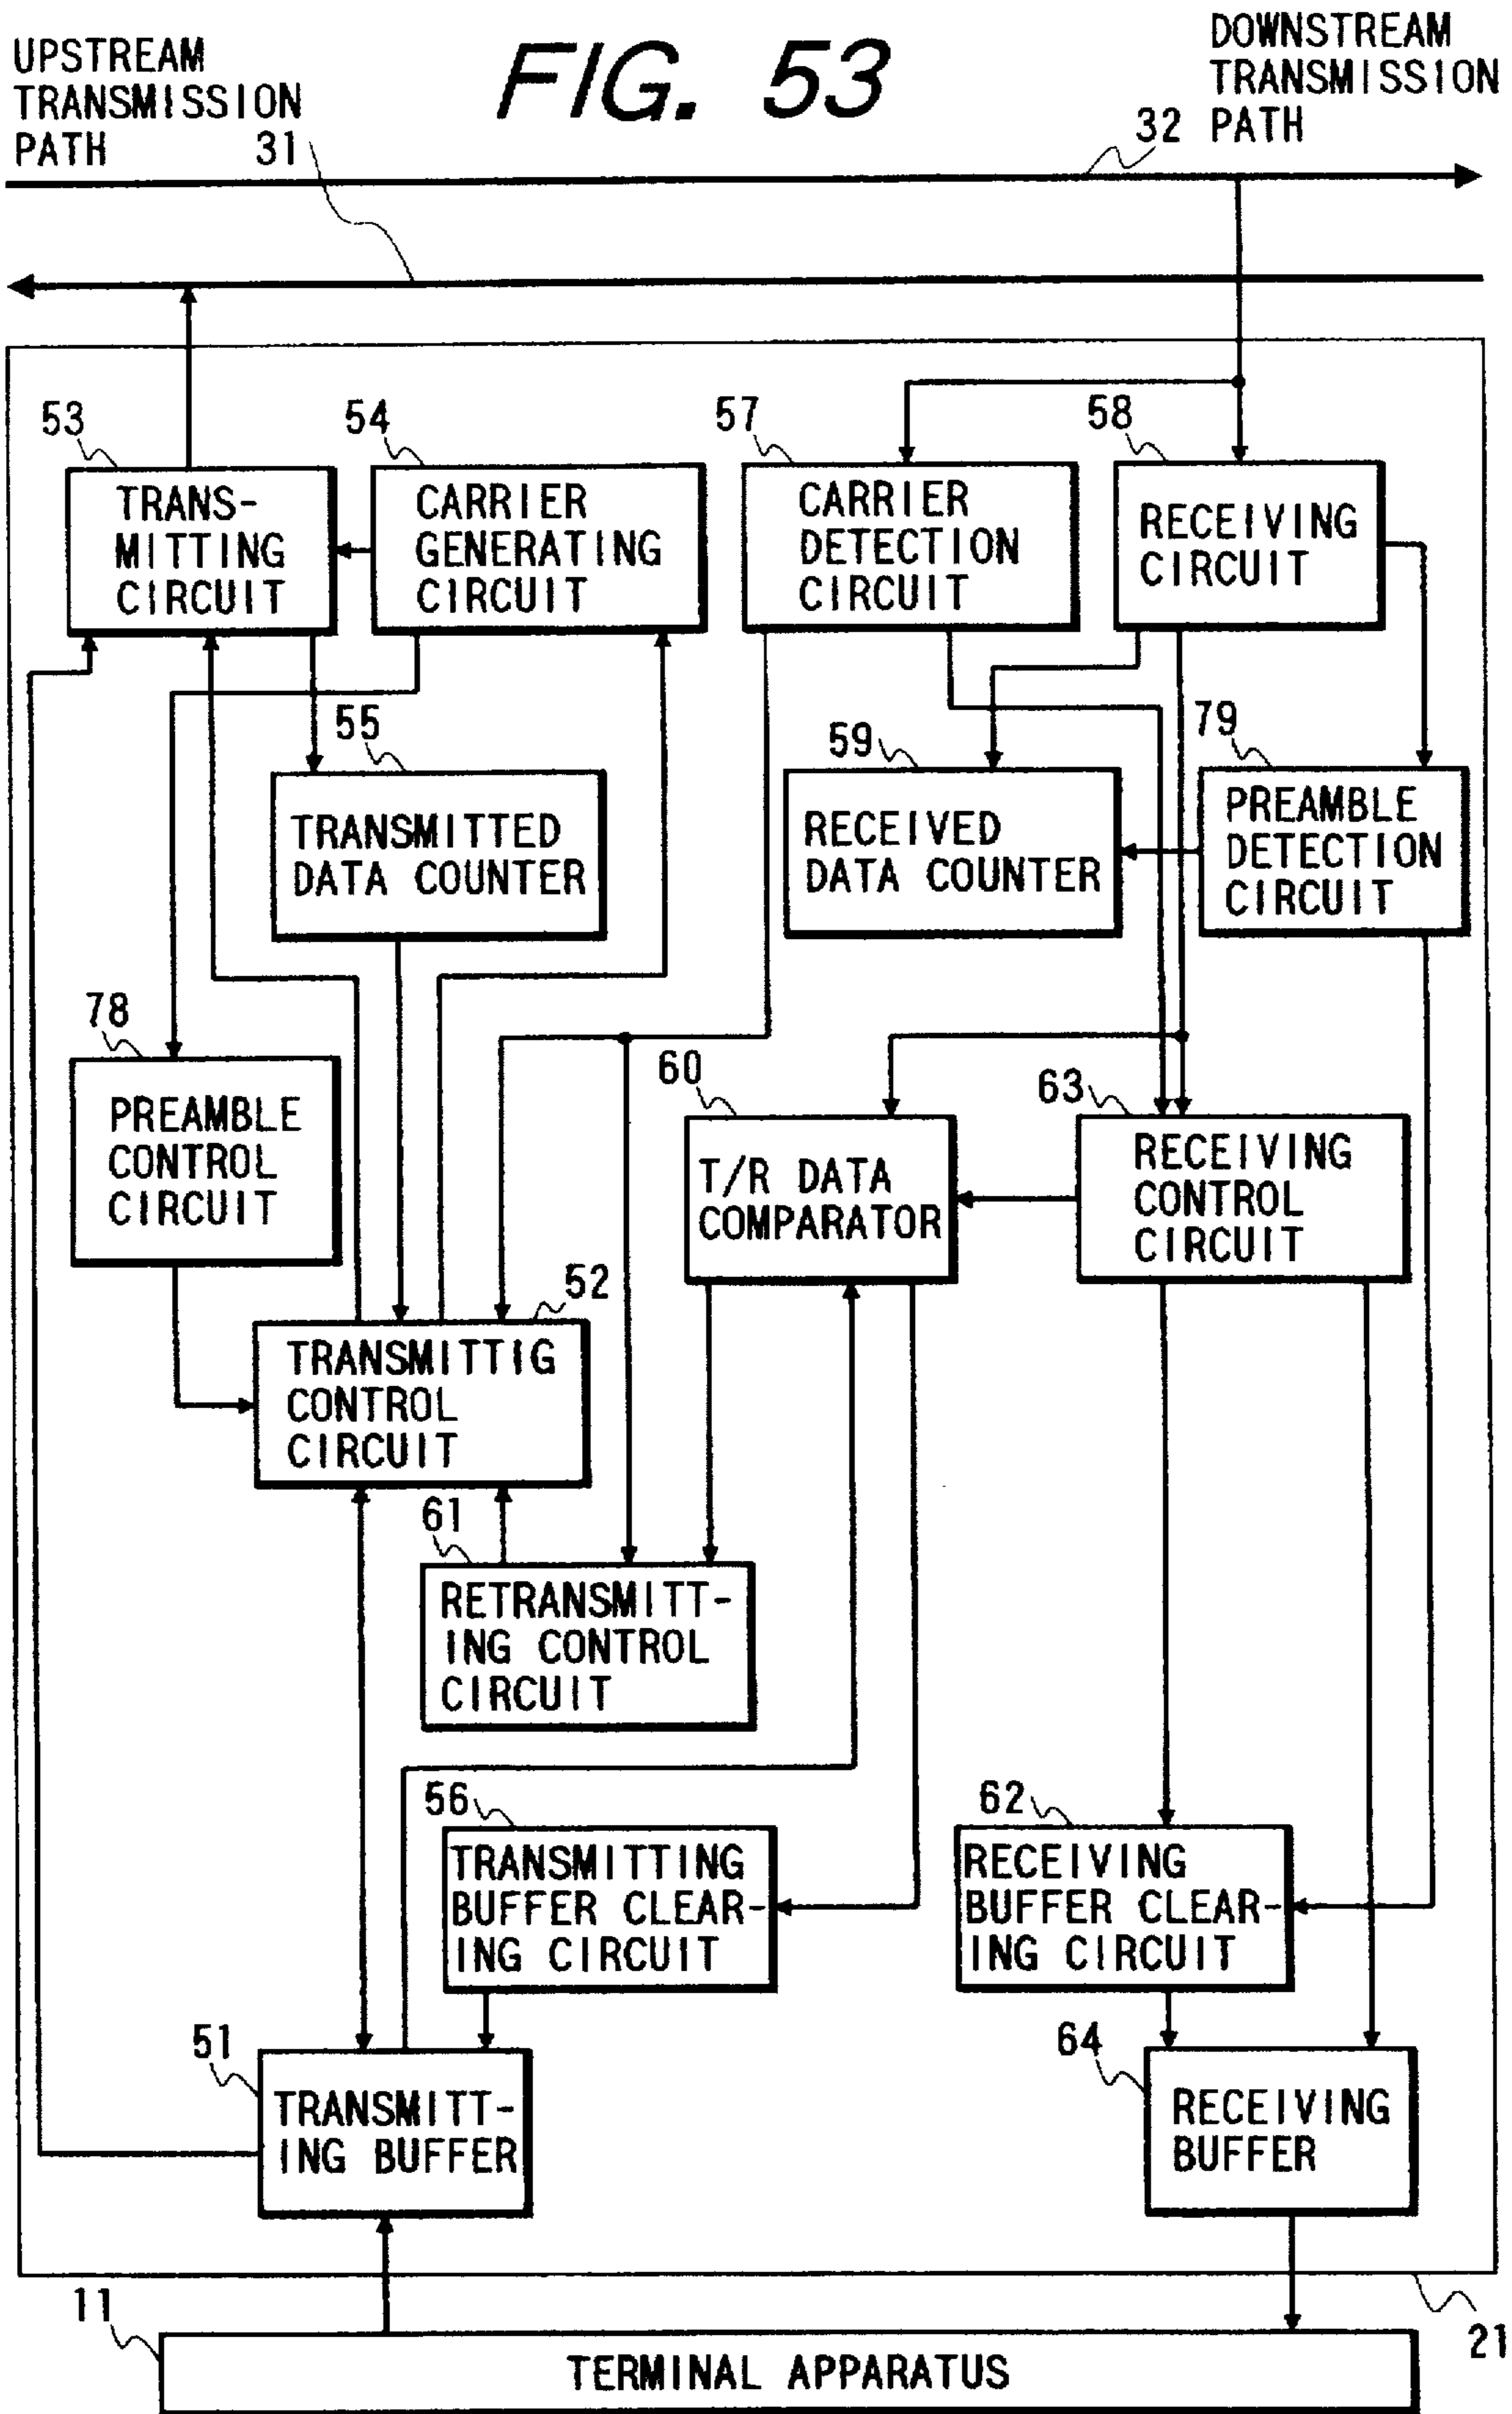 UPSTREAM
TRANSMISSION
PATH
FIG. 53
DOWNSTREAM
TRANSMISSION
PATH
31
32
53
54
57
58
TRANS-
MITTING
CIRCUIT
CARRIER
GENERATING
CIRCUIT
CARRIER
DETECTION
CIRCUIT
RECEIVING
CIRCUIT
55
59
79
TRANSMITTED
DATA COUNTER
RECEIVED
DATA COUNTER
PREAMBLE
DETECTION
CIRCUIT
78
60
63
PREAMBLE
CONTROL
CIRCUIT
T/R DATA
COMPARATOR
RECEIVING
CONTROL
CIRCUIT
52
TRANSMITTIG
CONTROL
CIRCUIT
61
RETRANSMITT-
ING CONTROL
CIRCUIT
56
62
TRANSMITTING
BUFFER CLEAR-
ING CIRCUIT
RECEIVING
BUFFER CLEAR-
ING CIRCUIT
51
64
TRANSMITT-
ING BUFFER
RECEIVING
BUFFER
11
21
TERMINAL APPARATUS